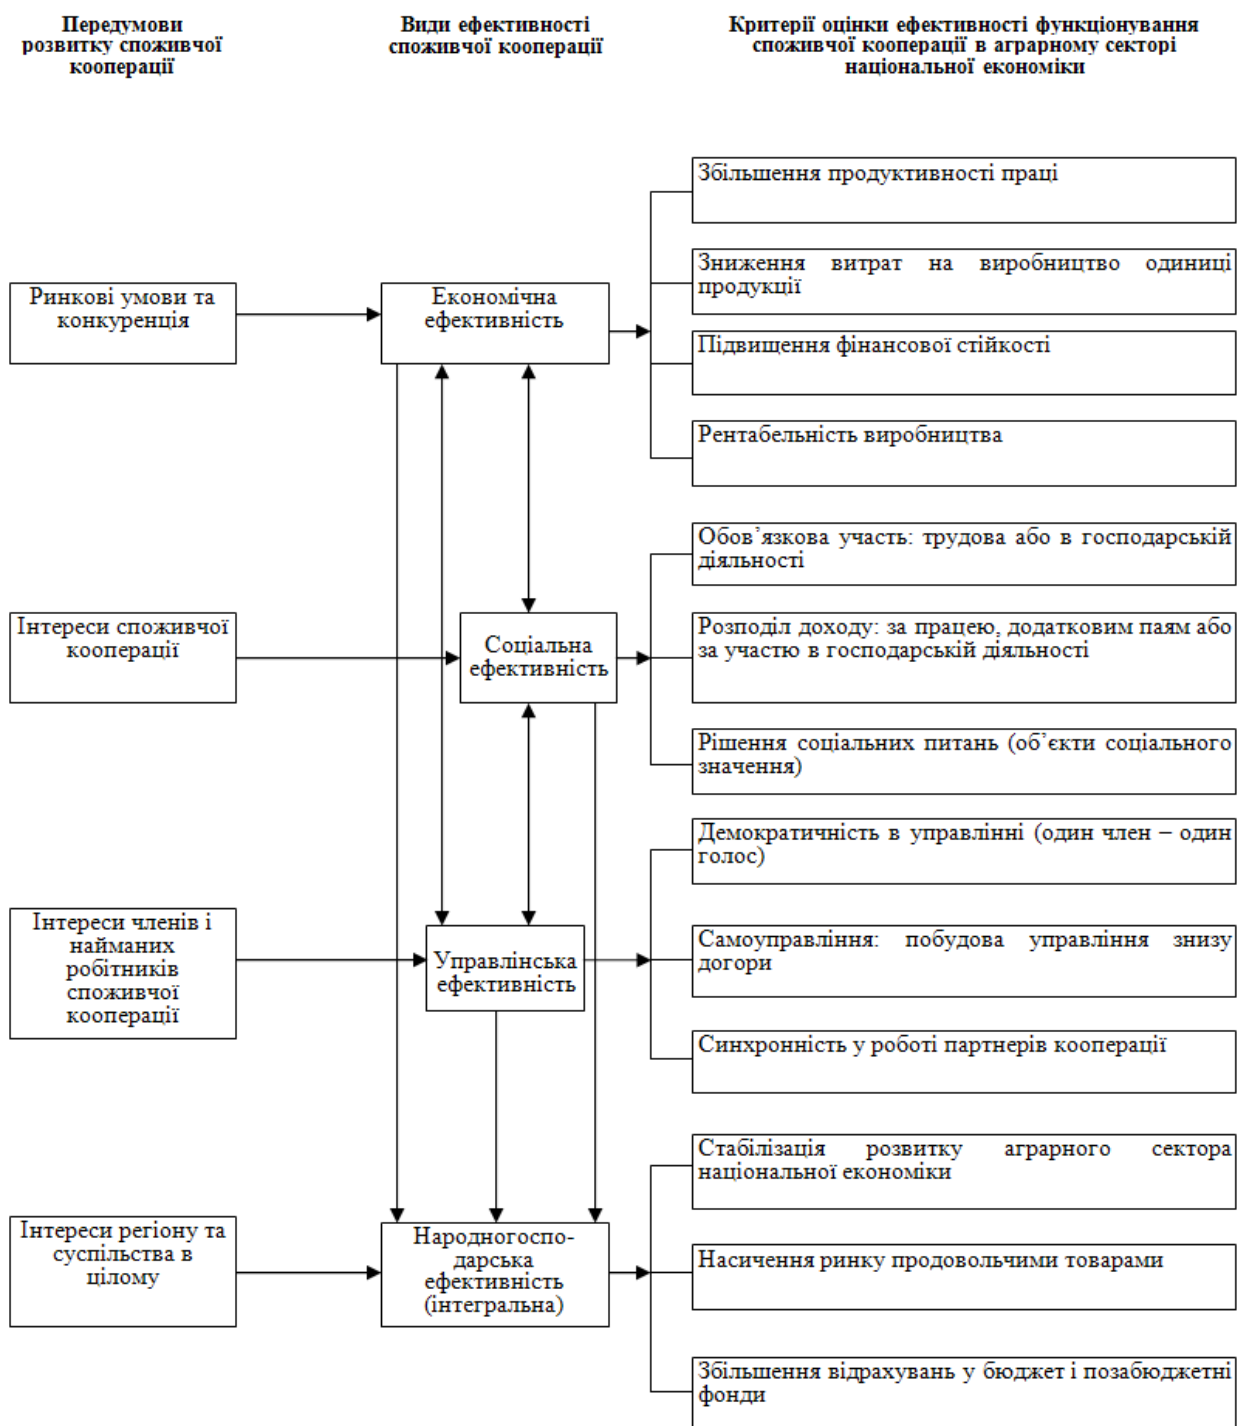 Передумови
розвитку споживчої
кооперації
Види ефективності
споживчої кооперації
Критерії оцінки ефективності функціонування
споживчої кооперації в аграрному секторі
національної економіки
Збільшення продуктивності праці
Зниження витрат на виробництво одиниці
продукції
Ринкові умови та
конкуренція
Економічна
ефективність
Підвищення фінансової стійкості
Рентабельність виробництва
Обов’язкова участь: трудова або в господарській
діяльності
Інтереси споживчої
кооперації
Соціальна
ефективність
Розподіл доходу: за працею, додатковим паям або
за участю в господарській діяльності
Рішення соціальних питань (об’єкти соціального
значення)
Демократичність в управлінні (один член – один
голос)
Інтереси членів і
найманих
робітників
споживчої
кооперації
Управлінська
ефективність
Самоуправління: побудова управління знизу
догори
Синхронність у роботі партнерів кооперації
Стабілізація розвитку аграрного сектора
національної економіки
Інтереси регіону та
суспільства в
цілому
Народногоспо-
дарська
ефективність
(інтегральна)
Насичення ринку продовольчими товарами
Збільшення відрахувань у бюджет і позабюджетні
фонди